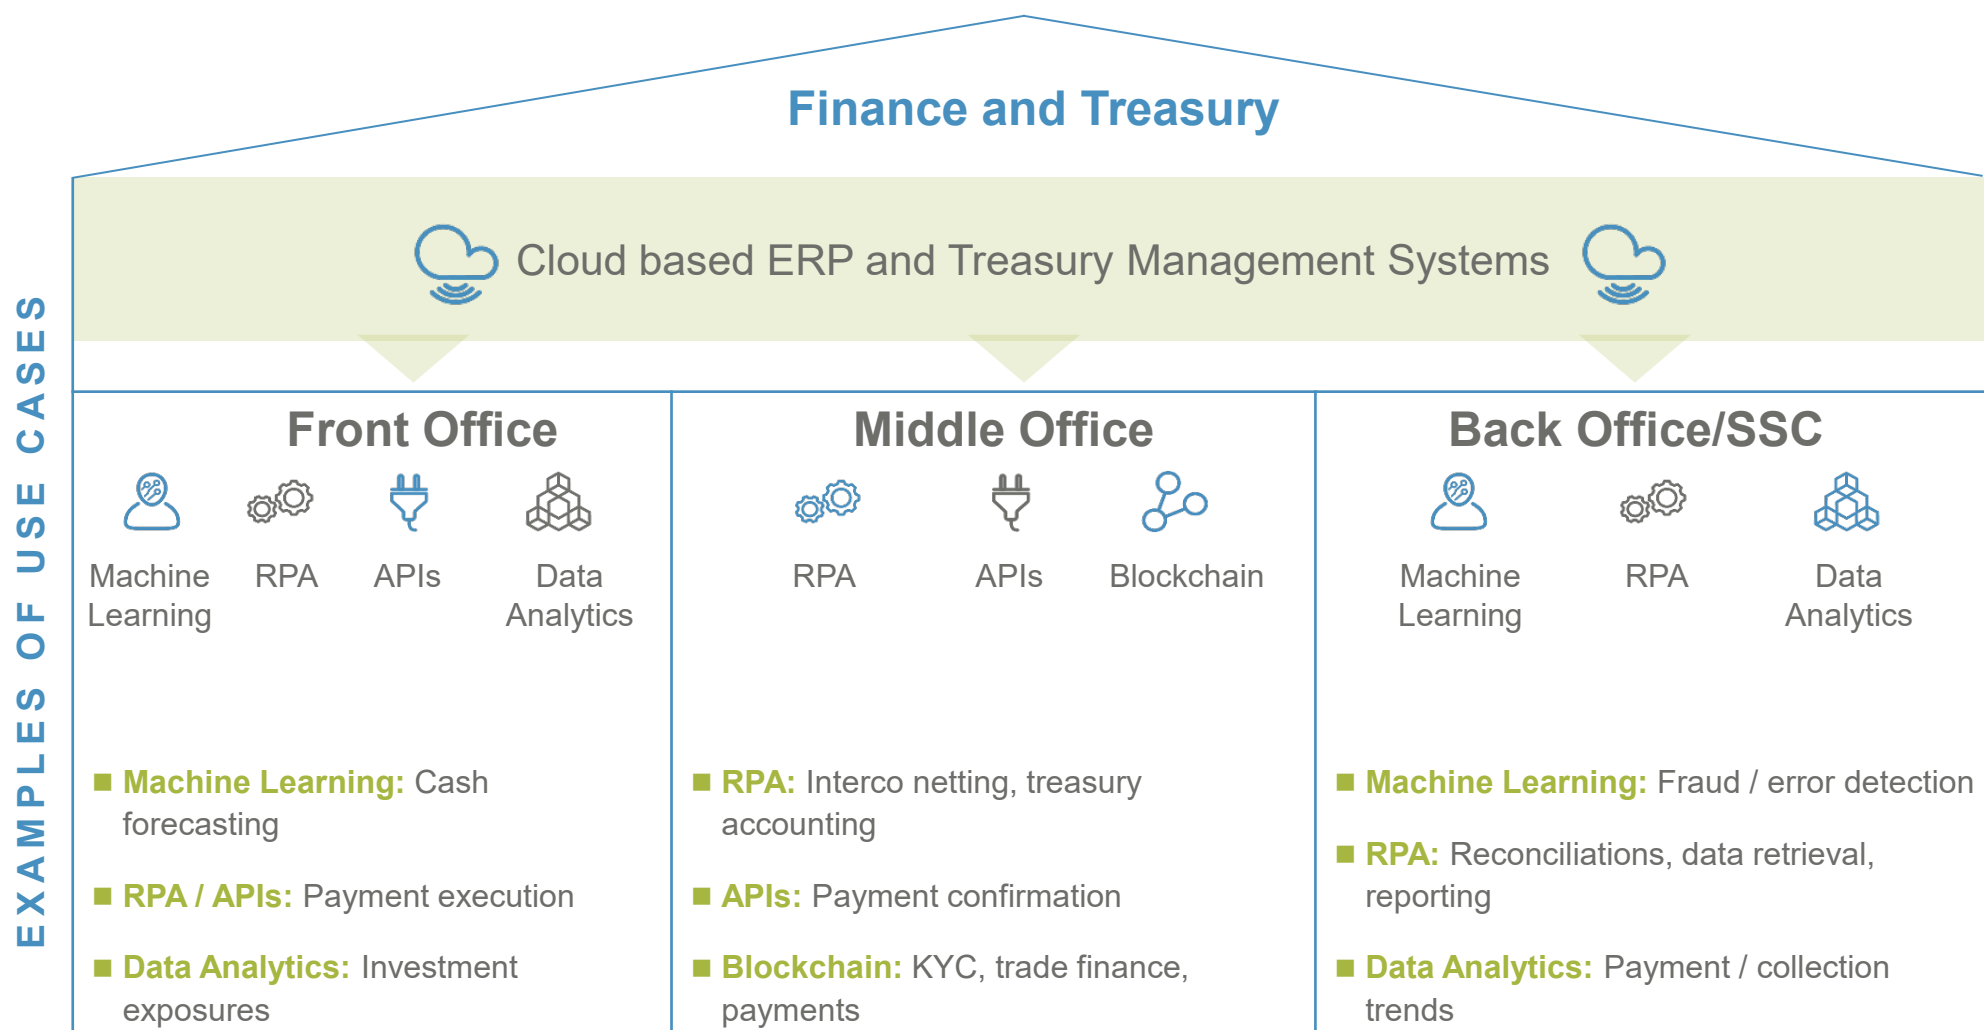 Finance and Treasury
Cloud based ERP and Treasury Management Systems
EXAMPLES OF USE CASES
Front Office
Machine
Learning
RPA
APIs
Data
Analytics
Machine Learning: Cash
forecasting
RPA / APIs: Payment execution
Data Analytics: Investment
exposures
Middle Office
RPA
APIs
Blockchain
RPA: Interco netting, treasury
accounting
APIs: Payment confirmation
Blockchain: KYC, trade finance,
payments
Back Office/SSC
Machine
Learning
RPA
Data
Analytics
Machine Learning: Fraud / error detection
RPA: Reconciliations, data retrieval,
reporting
Data Analytics: Payment / collection
trends